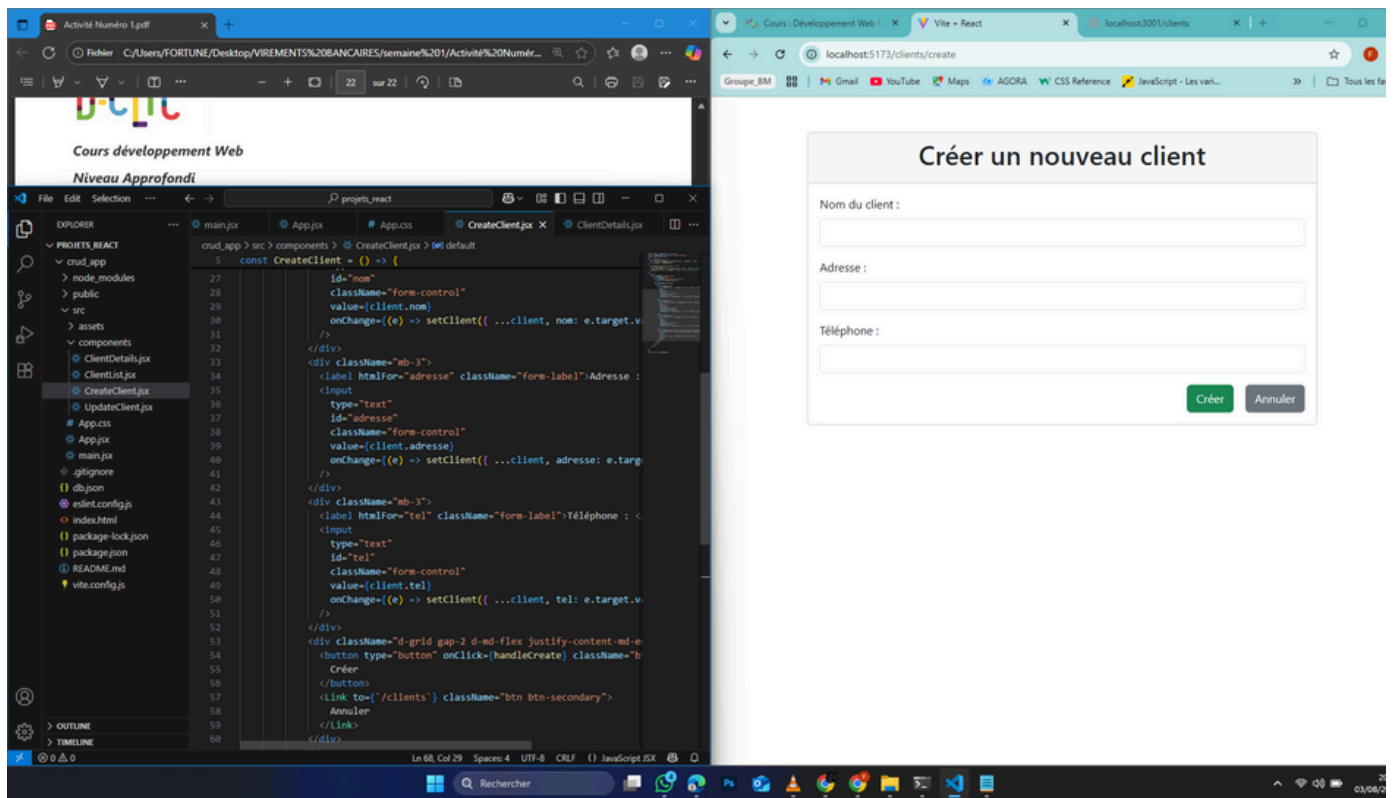 Activité Numéro 1.pdf
Fichier C:/Users/FORTUNE/Desktop/VIREMENTS%20BANCAIRES/semaine%201/Activité%20Numér...
22 sur 22
D-CLIC
Cours développement Web
Niveau Approfondi
File Edit Selection ... projets_react
EXPLORER
PROJETS_REACT
crud_app
node_modules
public
src
assets
components
ClientDetails.jsx
ClientList.jsx
CreateClient.jsx
UpdateClient.jsx
App.css
App.jsx
main.jsx
.gitignore
db.json
eslint.config.js
index.html
package-lock.json
package.json
README.md
vite.config.js
OUTLINE
TIMELINE
main.jsx App.jsx App.css CreateClient.jsx ClientDetails.jsx
crud_app > src > components > CreateClient.jsx > default
5 const CreateClient = () => {
27 id="nom"
28 className="form-control"
29 value={client.nom}
30 onChange={(e) => setClient({ ...client, nom: e.target.v
31 />
32 </div>
33 <div className="mb-3">
34 <label htmlFor="adresse" className="form-label">Adresse :
35 <input
36 type="text"
37 id="adresse"
38 className="form-control"
39 value={client.adresse}
40 onChange={(e) => setClient({ ...client, adresse: e.targ
41 />
42 </div>
43 <div className="mb-3">
44 <label htmlFor="tel" className="form-label">Téléphone : <
45 <input
46 type="text"
47 id="tel"
48 className="form-control"
49 value={client.tel}
50 onChange={(e) => setClient({ ...client, tel: e.target.v
51 />
52 </div>
53 <div className="d-grid gap-2 d-md-flex justify-content-md-e
54 <button type="button" onClick={handleCreate} className="b
55 Créer
56 </button>
57 <Link to={`/clients`} className="btn btn-secondary">
58 Annuler
59 </Link>
60 </div>
0 0 Ln 68, Col 29 Spaces: 4 UTF-8 CRLF {} JavaScript JSX
Cours : Développement Web Vite + React localhost:3001/clients
localhost:5173/clients/create
Groupe_BM Gmail YouTube Maps AGORA CSS Reference JavaScript - Les vari... Tous les fa
Créer un nouveau client
Nom du client :
Adresse :
Téléphone :
Créer Annuler
Rechercher
20
03/08/2